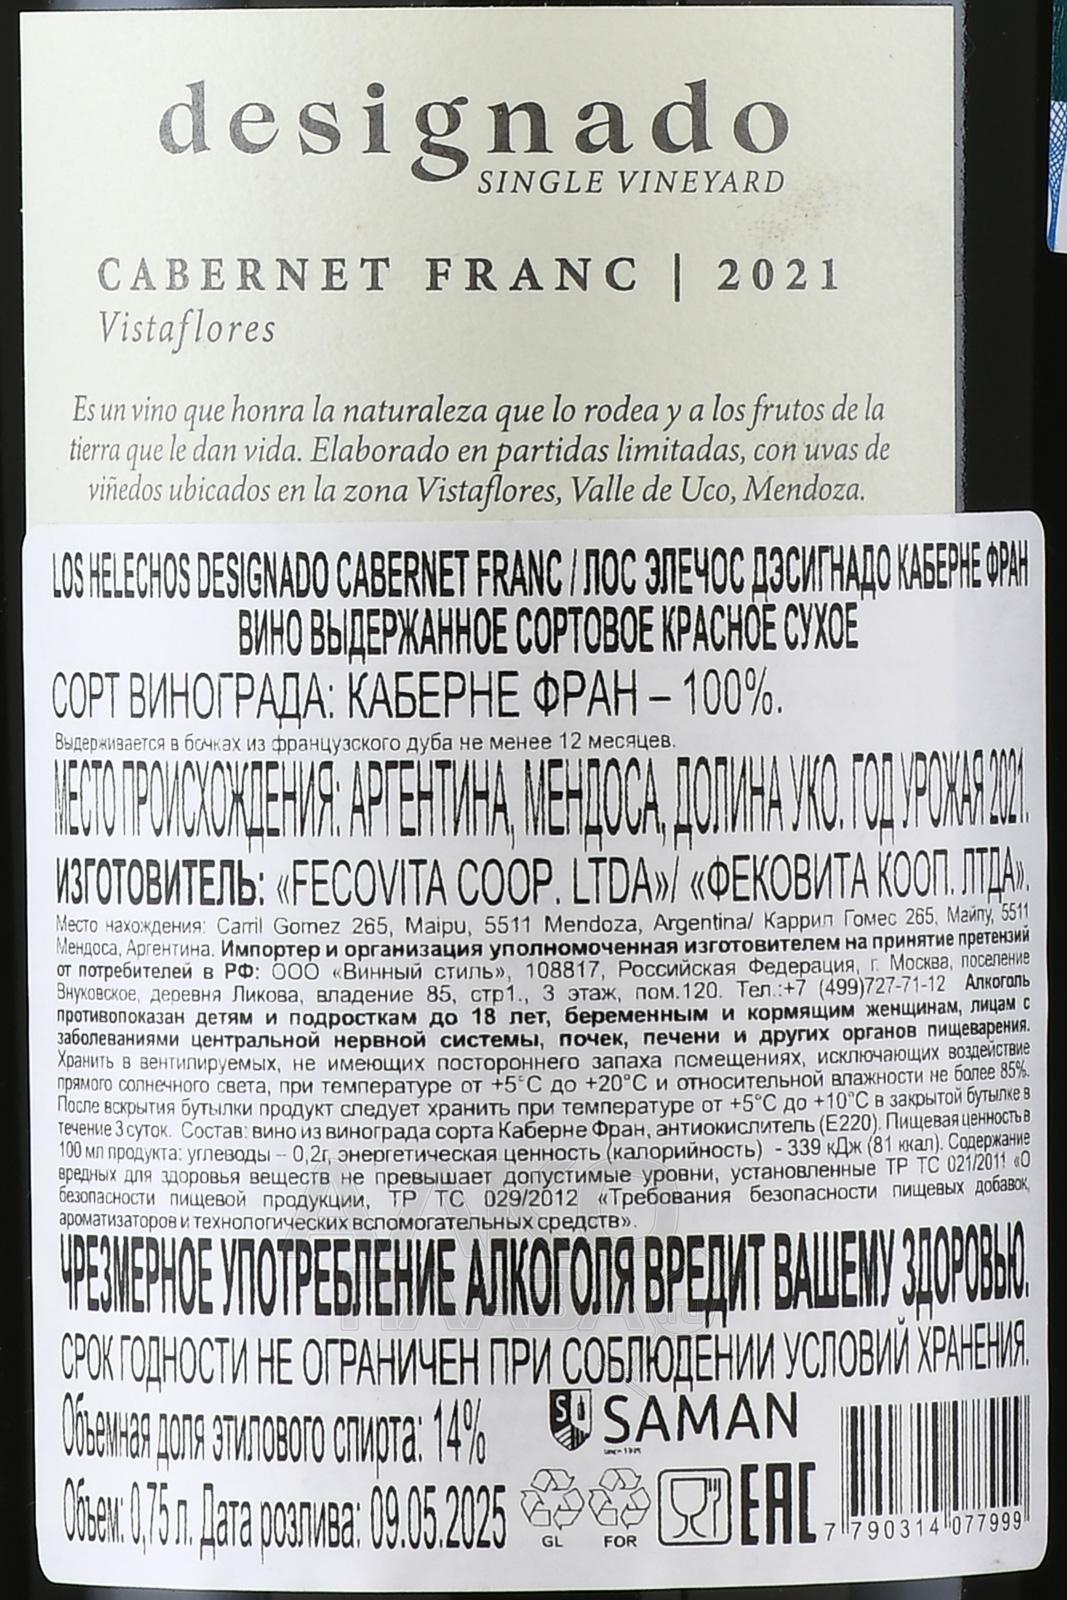 designado
SINGLE VINEYARD
CABERNET FRANC | 2021
Vistaflores
Es un vino que honra la naturaleza que lo rodea y a los frutos de la
tierra que le dan vida. Elaborado en partidas limitadas, con uvas de
viñedos ubicados en la zona Vistaflores, Valle de Uco, Mendoza.
LOS HELECHOS DESIGNADO CABERNET FRANC / ЛОС ЭЛЕЧОС ДЭСИГНАДО КАБЕРНЕ ФРАН
ВИНО ВЫДЕРЖАННОЕ СОРТОВОЕ КРАСНОЕ СУХОЕ
СОРТ ВИНОГРАДА: КАБЕРНЕ ФРАН – 100%.
Выдерживается в бочках из французского дуба не менее 12 месяцев.
МЕСТО ПРОИСХОЖДЕНИЯ: АРГЕНТИНА, МЕНДОСА, ДОЛИНА УКО. ГОД УРОЖАЯ 2021.
ИЗГОТОВИТЕЛЬ: «FECOVITA COOP. LTDA»/ «ФЕКОВИТА КООП. ЛТДА».
Место нахождения: Carril Gomez 265, Maipu, 5511 Mendoza, Argentina/ Каррил Гомес 265, Майпу, 5511
Мендоса, Аргентина. Импортер и организация уполномоченная изготовителем на принятие претензий
от потребителей в РФ: ООО «Винный стиль», 108817, Российская Федерация, г. Москва, поселение
Внуковское, деревня Ликова, владение 85, стр1., 3 этаж, пом.120. Тел.:+7 (499)727-71-12 Алкоголь
противопоказан детям и подросткам до 18 лет, беременным и кормящим женщинам, лицам с
заболеваниями центральной нервной системы, почек, печени и других органов пищеварения.
Хранить в вентилируемых, не имеющих постороннего запаха помещениях, исключающих воздействие
прямого солнечного света, при температуре от +5°C до +20°C и относительной влажности не более 85%.
После вскрытия бутылки продукт следует хранить при температуре от +5°C до +10°C в закрытой бутылке в
течение 3 суток. Состав: вино из винограда сорта Каберне Фран, антиокислитель (Е220). Пищевая ценность в
100 мл продукта: углеводы – 0,2г, энергетическая ценность (калорийность) - 339 кДж (81 ккал). Содержание
вредных для здоровья веществ не превышает допустимые уровни, установленные ТР ТС 021/2011 «О
безопасности пищевой продукции, ТР ТС 029/2012 «Требования безопасности пищевых добавок,
ароматизаторов и технологических вспомогательных средств».
ЧРЕЗМЕРНОЕ УПОТРЕБЛЕНИЕ АЛКОГОЛЯ ВРЕДИТ ВАШЕМУ ЗДОРОВЬЮ.
СРОК ГОДНОСТИ НЕ ОГРАНИЧЕН ПРИ СОБЛЮДЕНИИ УСЛОВИЙ ХРАНЕНИЯ.
Объемная доля этилового спирта: 14%
SAMAN
Объем: 0,75 л. Дата розлива: 09.05.2025
GL
FOR
EAC
7 790314 077999